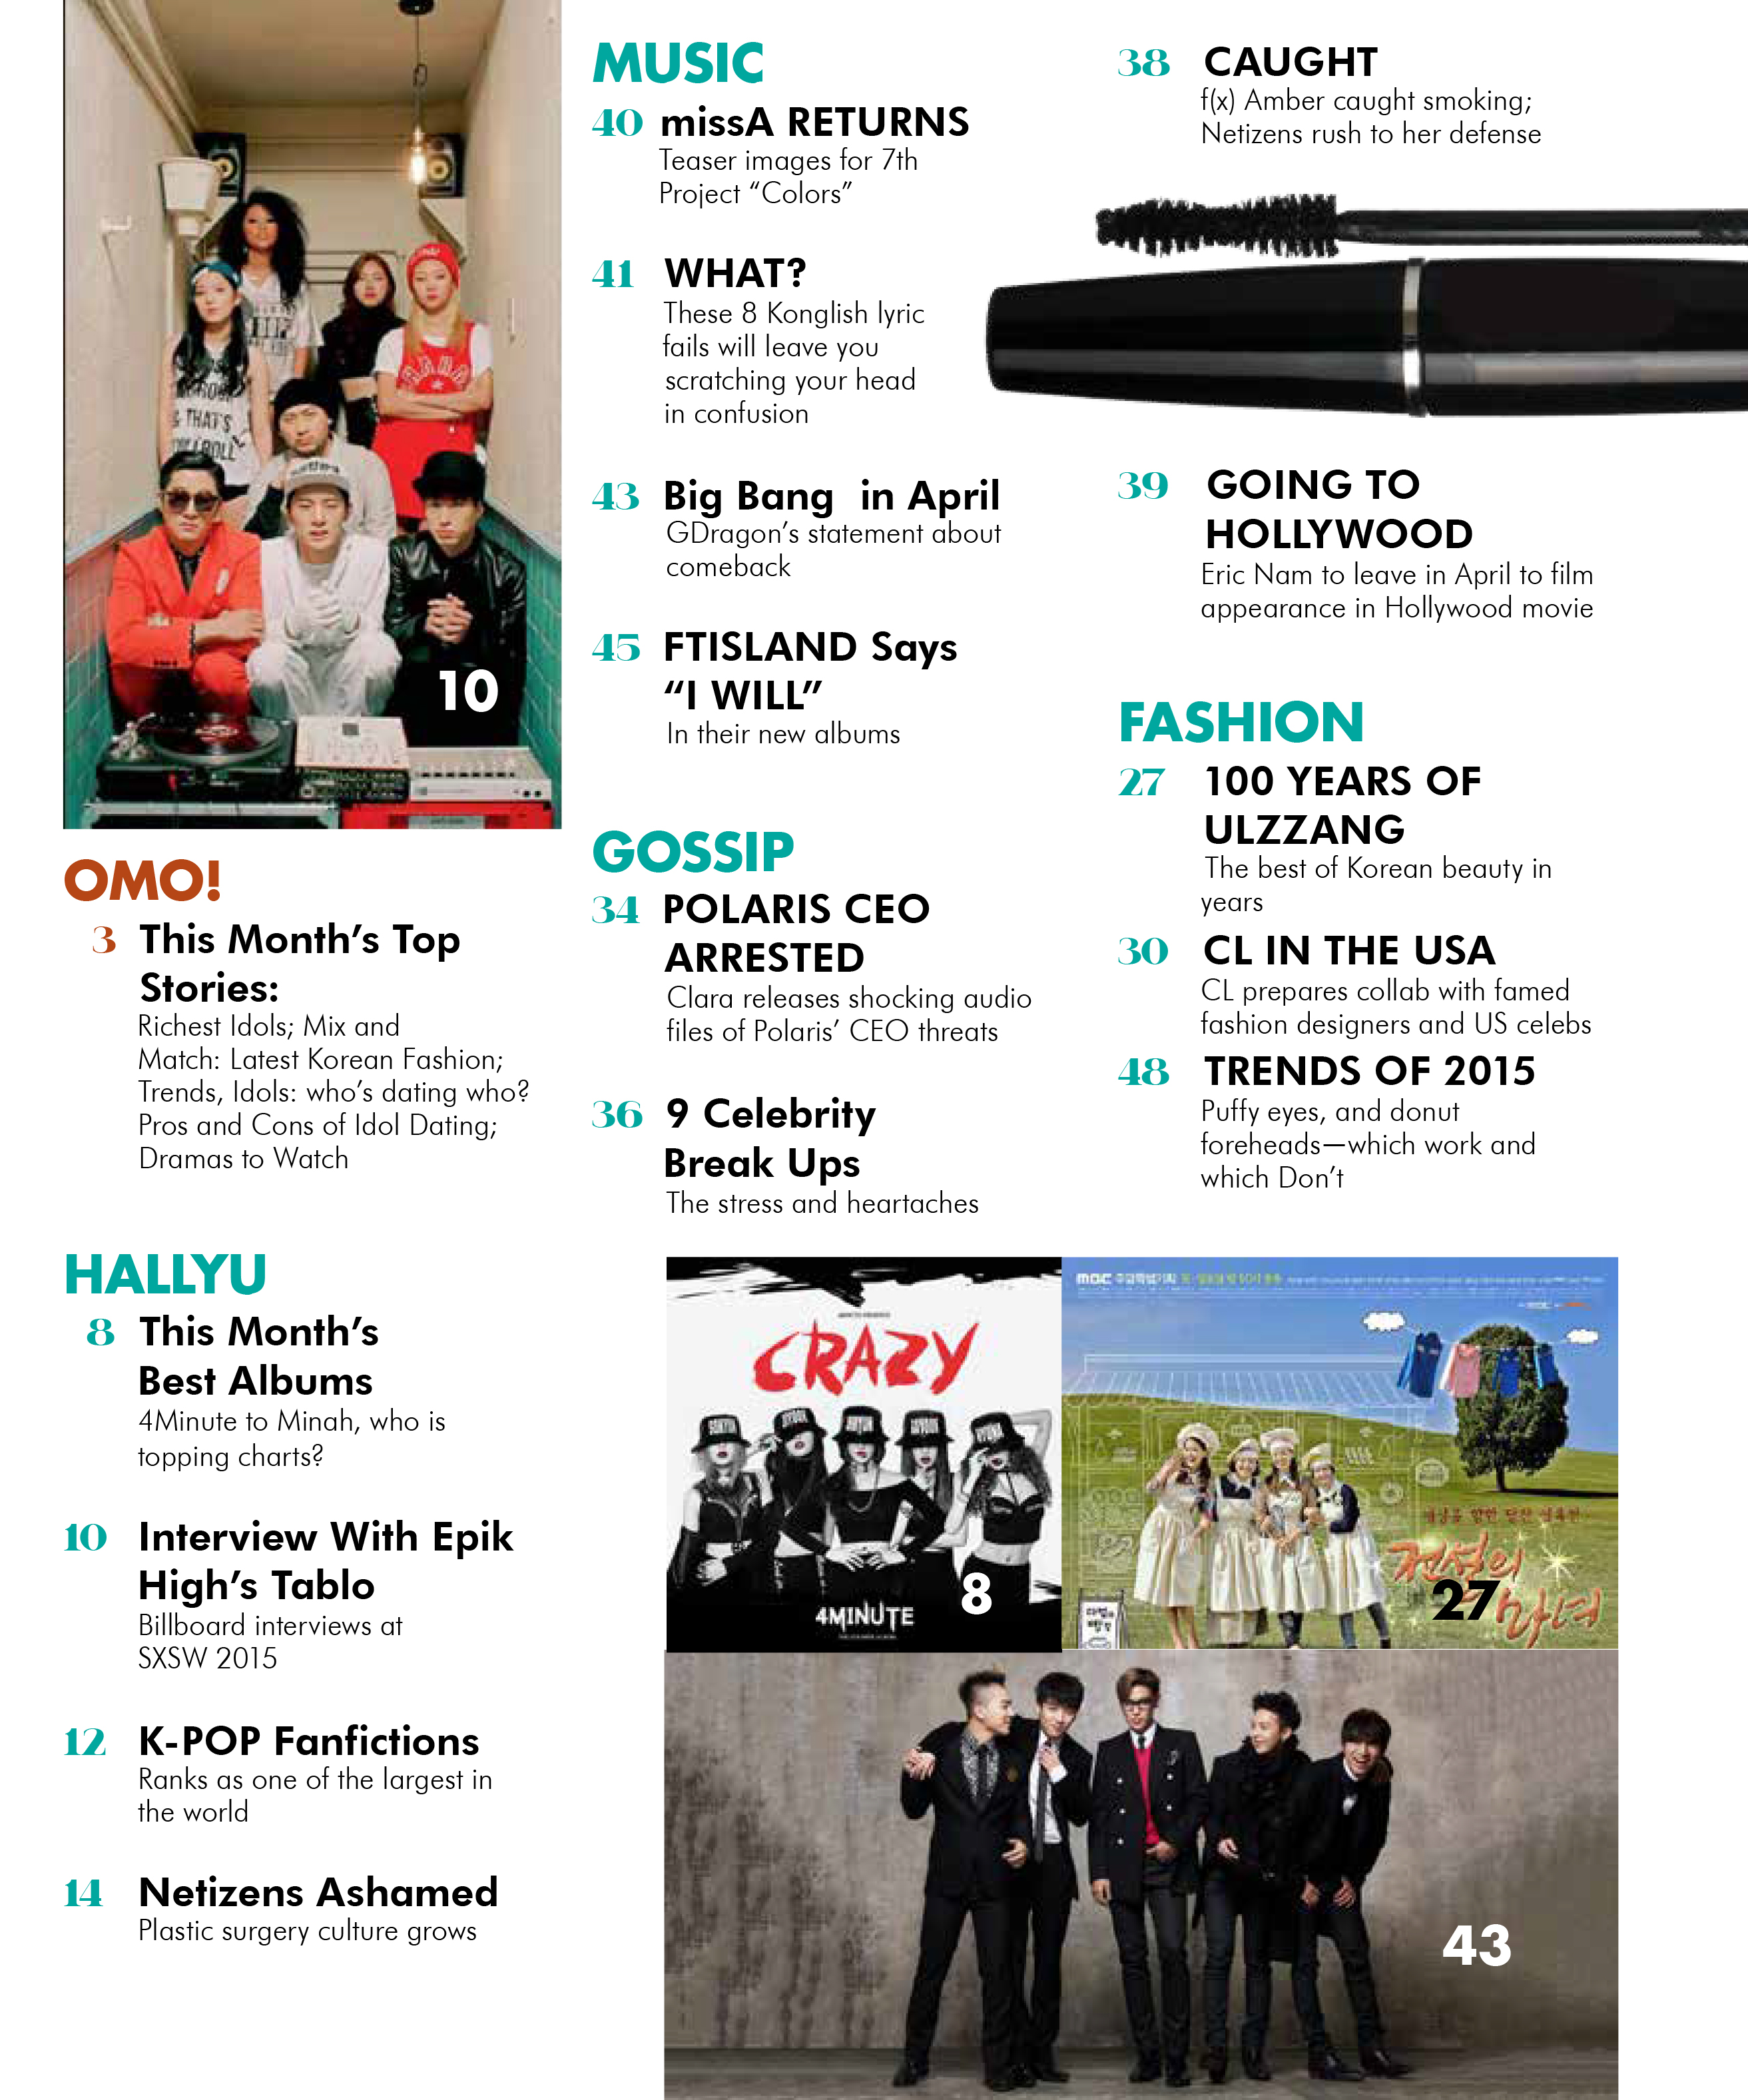 10
OMO!
3 This Month's Top
Stories:
Richest Idols; Mix and
Match: Latest Korean Fashion;
Trends, Idols: who's dating who?
Pros and Cons of Idol Dating;
Dramas to Watch
HALLYU
8 This Month's
Best Albums
4Minute to Minah, who is
topping charts?
10 Interview With Epik
High's Tablo
Billboard interviews at
SXSW 2015
12 K-POP Fanfictions
Ranks as one of the largest in
the world
14 Netizens Ashamed
Plastic surgery culture grows
MUSIC
40 missA RETURNS
Teaser images for 7th
Project “Colors”
41 WHAT?
These 8 Konglish lyric
fails will leave you
scratching your head
in confusion
43 Big Bang in April
GDragon's statement about
comeback
45 FTISLAND Says
“I WILL”
In their new albums
GOSSIP
34 POLARIS CEO
ARRESTED
Clara releases shocking audio
files of Polaris' CEO threats
36 9 Celebrity
Break Ups
The stress and heartaches
38 CAUGHT
f(x) Amber caught smoking;
Netizens rush to her defense
39 GOING TO
HOLLYWOOD
Eric Nam to leave in April to film
appearance in Hollywood movie
FASHION
27 100 YEARS OF
ULZZANG
The best of Korean beauty in
years
30 CL IN THE USA
CL prepares collab with famed
fashion designers and US celebs
48 TRENDS OF 2015
Puffy eyes, and donut
foreheads—which work and
which Don't
CRAZY
4MINUTE
8
MBC
전설의
마녀
27
43